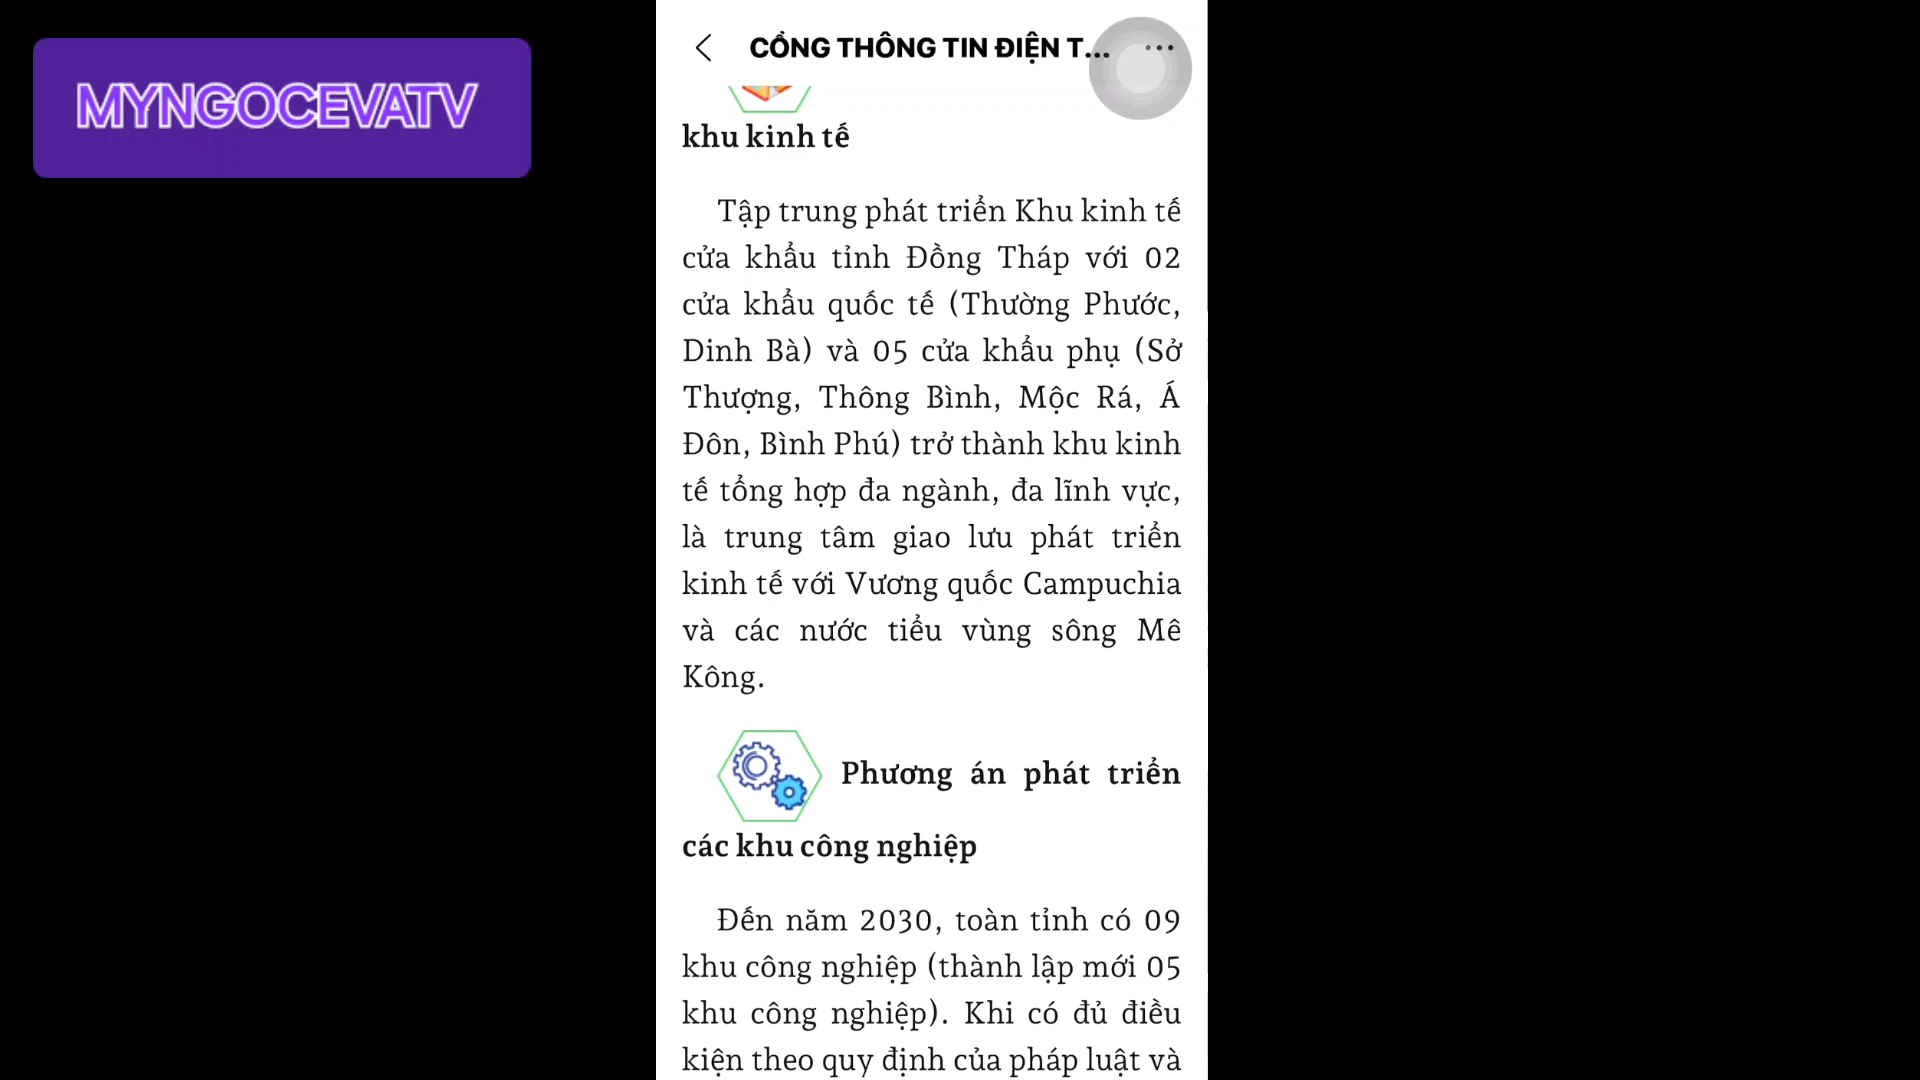 MYNGOCEVATV
CỔNG THÔNG TIN ĐIỆN T...
khu kinh tế
Tập trung phát triển Khu kinh tế
cửa khẩu tỉnh Đồng Tháp với 02
cửa khẩu quốc tế (Thường Phước,
Dinh Bà) và 05 cửa khẩu phụ (Sở
Thượng, Thông Bình, Mộc Rá, Á
Đôn, Bình Phú) trở thành khu kinh
tế tổng hợp đa ngành, đa lĩnh vực,
là trung tâm giao lưu phát triển
kinh tế với Vương quốc Campuchia
và các nước tiểu vùng sông Mê
Kông.
Phương án phát triển
các khu công nghiệp
Đến năm 2030, toàn tỉnh có 09
khu công nghiệp (thành lập mới 05
khu công nghiệp). Khi có đủ điều
kiện theo quy định của pháp luật và